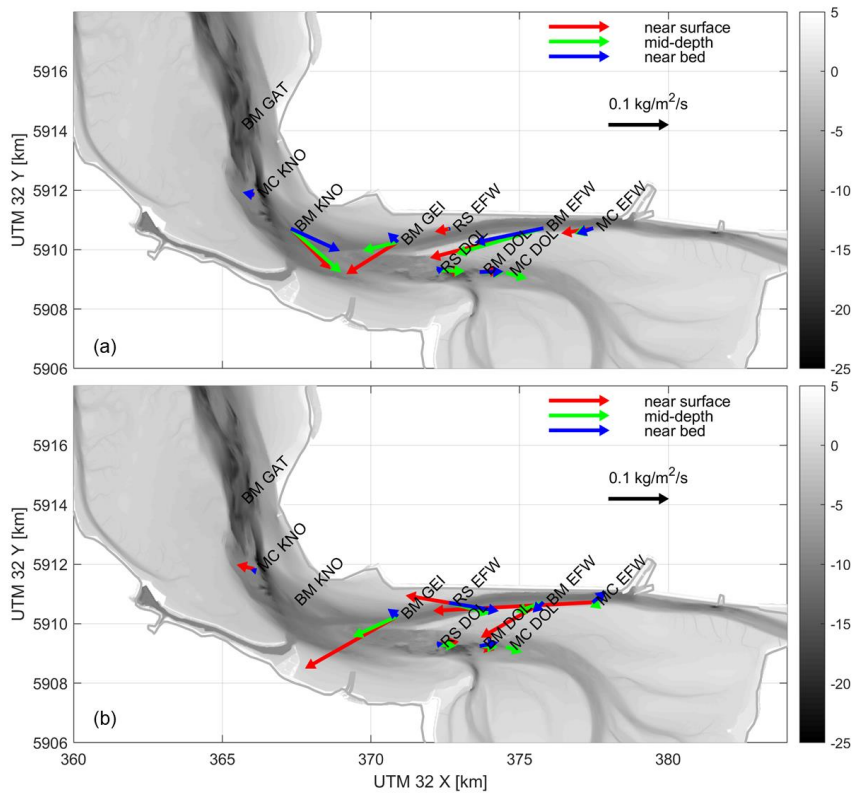 near surface
mid-depth
near bed
0.1 kg/m²/s
BM GAT
MC KNO
BM KNO
BM GEI
RS EFW
BM EFW
MC EFW
RS DOL
BM DOL
MC DOL
(a)
UTM 32 Y [km]
5916
5914
5912
5910
5908
5906
360
365
370
375
380
5
0
-5
-10
-15
-20
-25
near surface
mid-depth
near bed
0.1 kg/m²/s
BM GAT
MC KNO
BM KNO
BM GEI
RS EFW
BM EFW
MC EFW
RS DOL
BM DOL
MC DOL
(b)
UTM 32 Y [km]
5916
5914
5912
5910
5908
5906
360
365
370
375
380
UTM 32 X [km]
5
0
-5
-10
-15
-20
-25